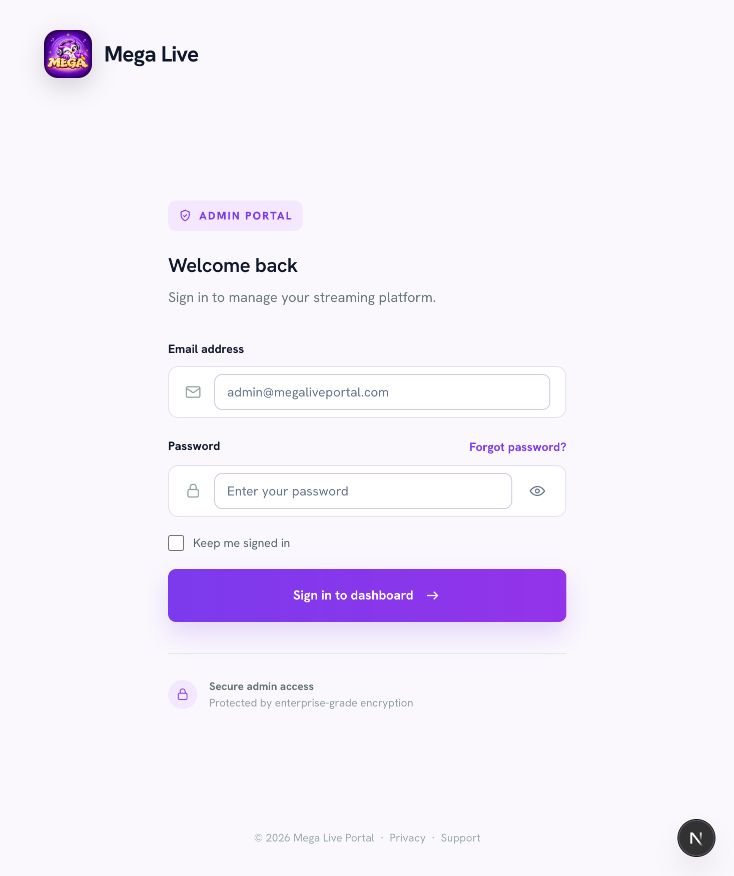 MEGA
Mega Live
ADMIN PORTAL
Welcome back
Sign in to manage your streaming platform.
Email address
admin@megaliveportal.com
Password
Forgot password?
Enter your password
Keep me signed in
Sign in to dashboard →
Secure admin access
Protected by enterprise-grade encryption
© 2026 Mega Live Portal · Privacy · Support
N